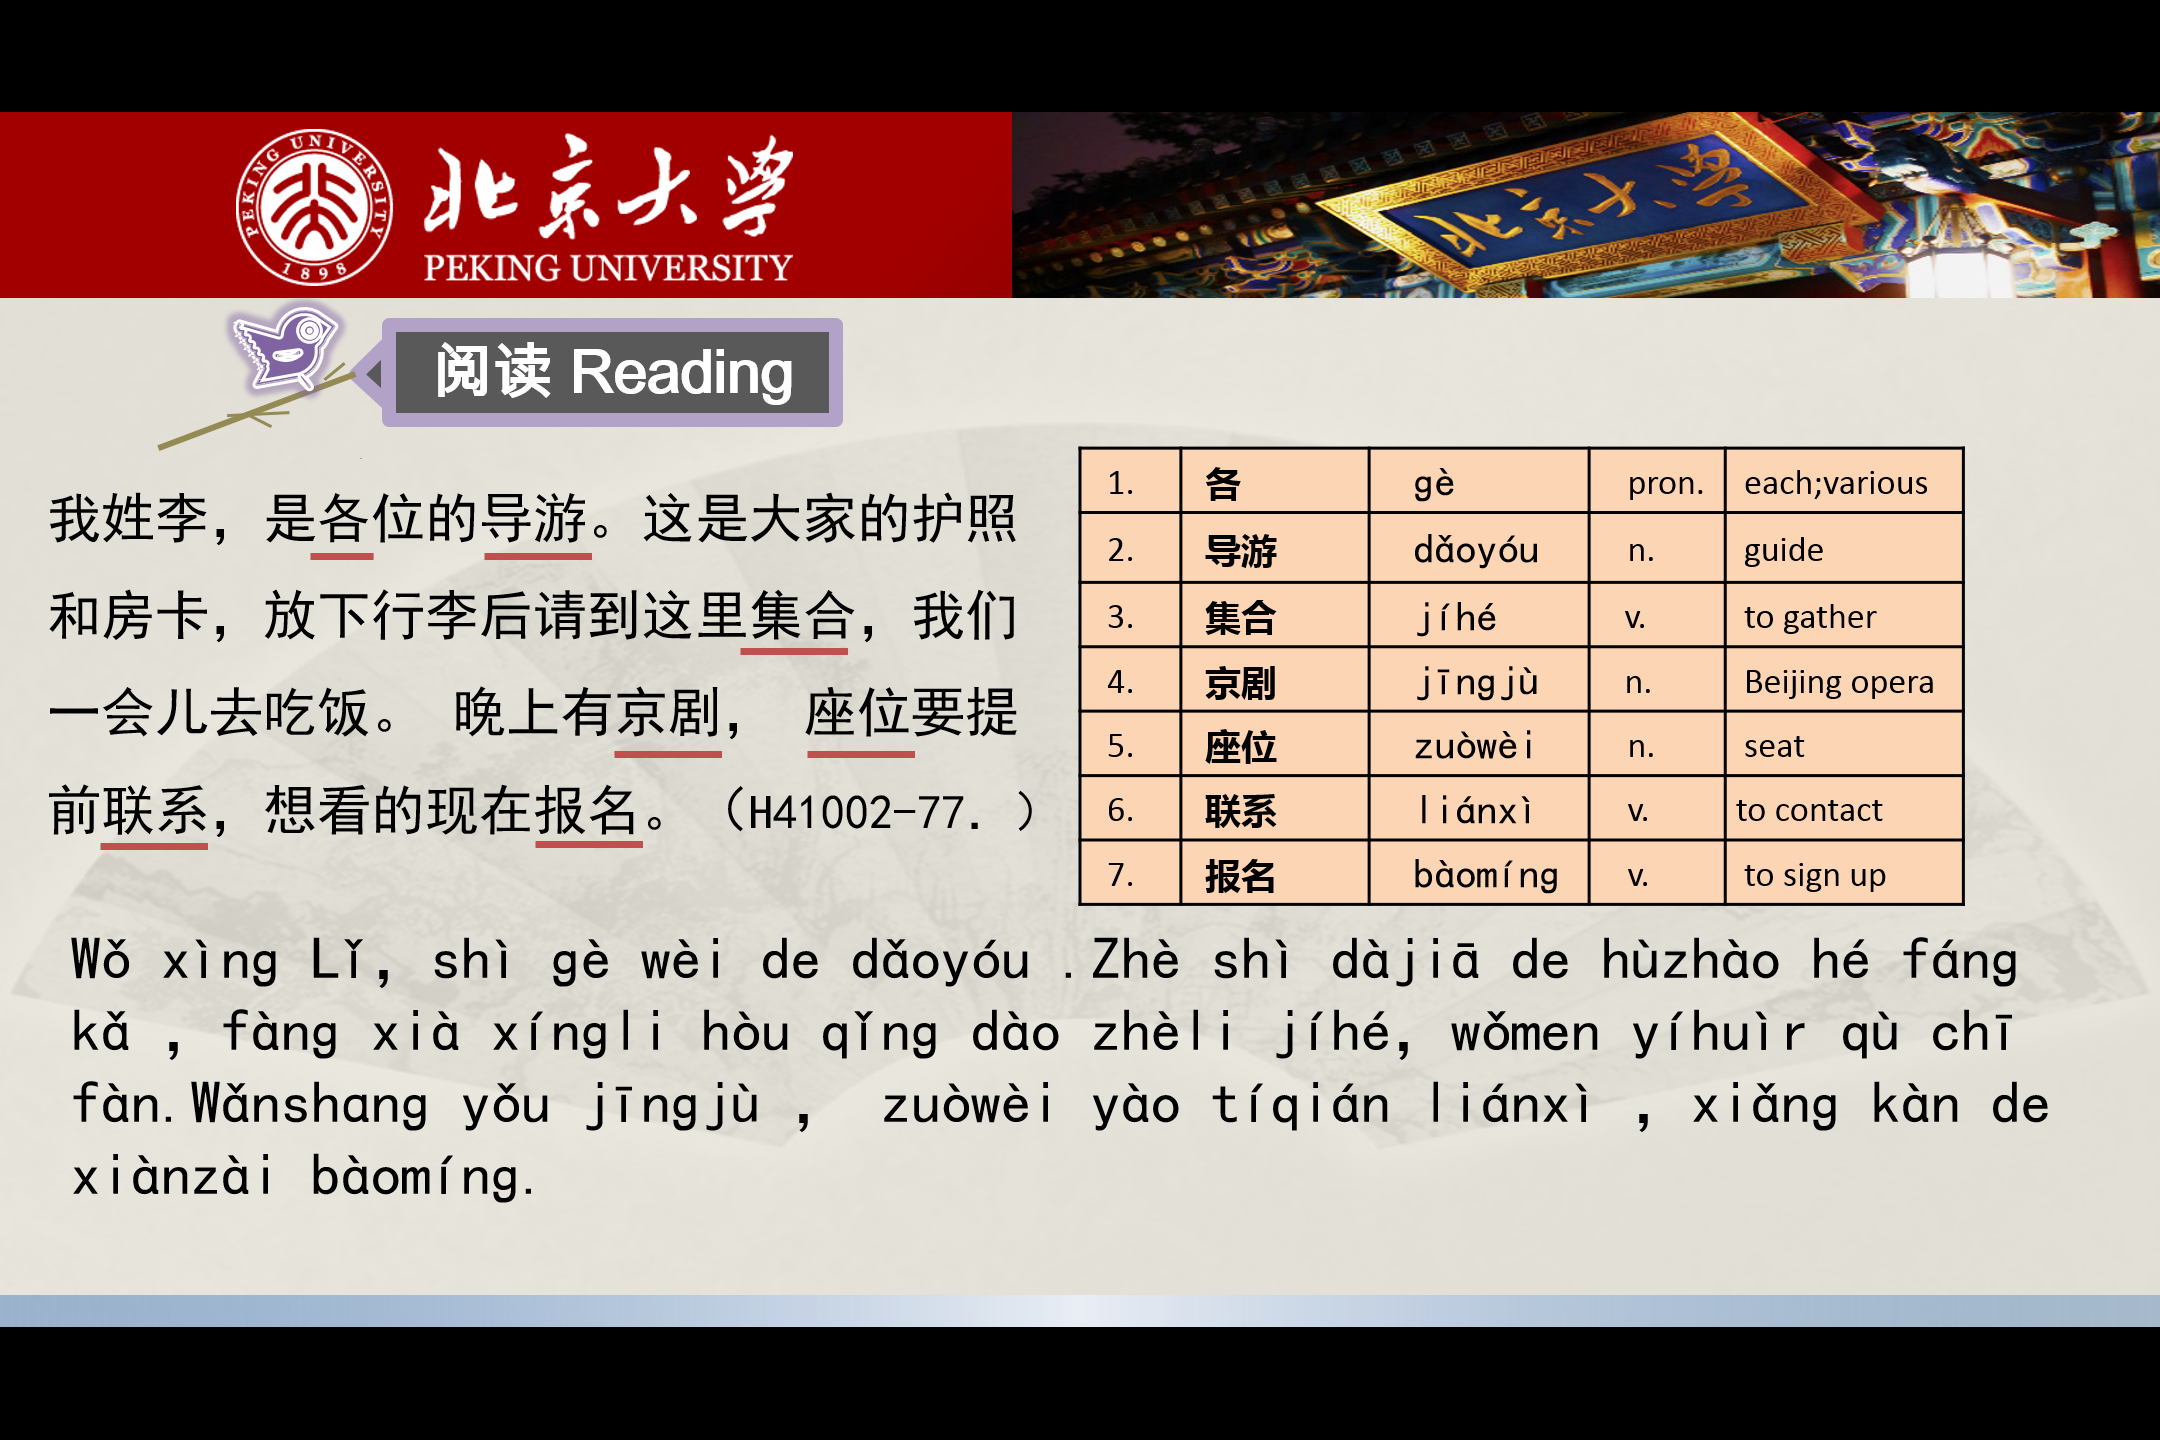 PEKING UNIVERSITY
1898
北京大学
PEKING UNIVERSITY
北京大学
阅读 Reading
我姓李，是各位的导游。这是大家的护照
和房卡，放下行李后请到这里集合，我们
一会儿去吃饭。 晚上有京剧， 座位要提
前联系，想看的现在报名。（H41002-77. ）
1. 各 gè pron. each;various
2. 导游 dǎoyóu n. guide
3. 集合 jíhé v. to gather
4. 京剧 jīngjù n. Beijing opera
5. 座位 zuòwèi n. seat
6. 联系 liánxì v. to contact
7. 报名 bàomíng v. to sign up
Wǒ xìng Lǐ, shì gè wèi de dǎoyóu .Zhè shì dàjiā de hùzhào hé fáng
kǎ , fàng xià xíngli hòu qǐng dào zhèli jíhé, wǒmen yíhuìr qù chī
fàn.Wǎnshang yǒu jīngjù , zuòwèi yào tíqián liánxì , xiǎng kàn de
xiànzài bàomíng.